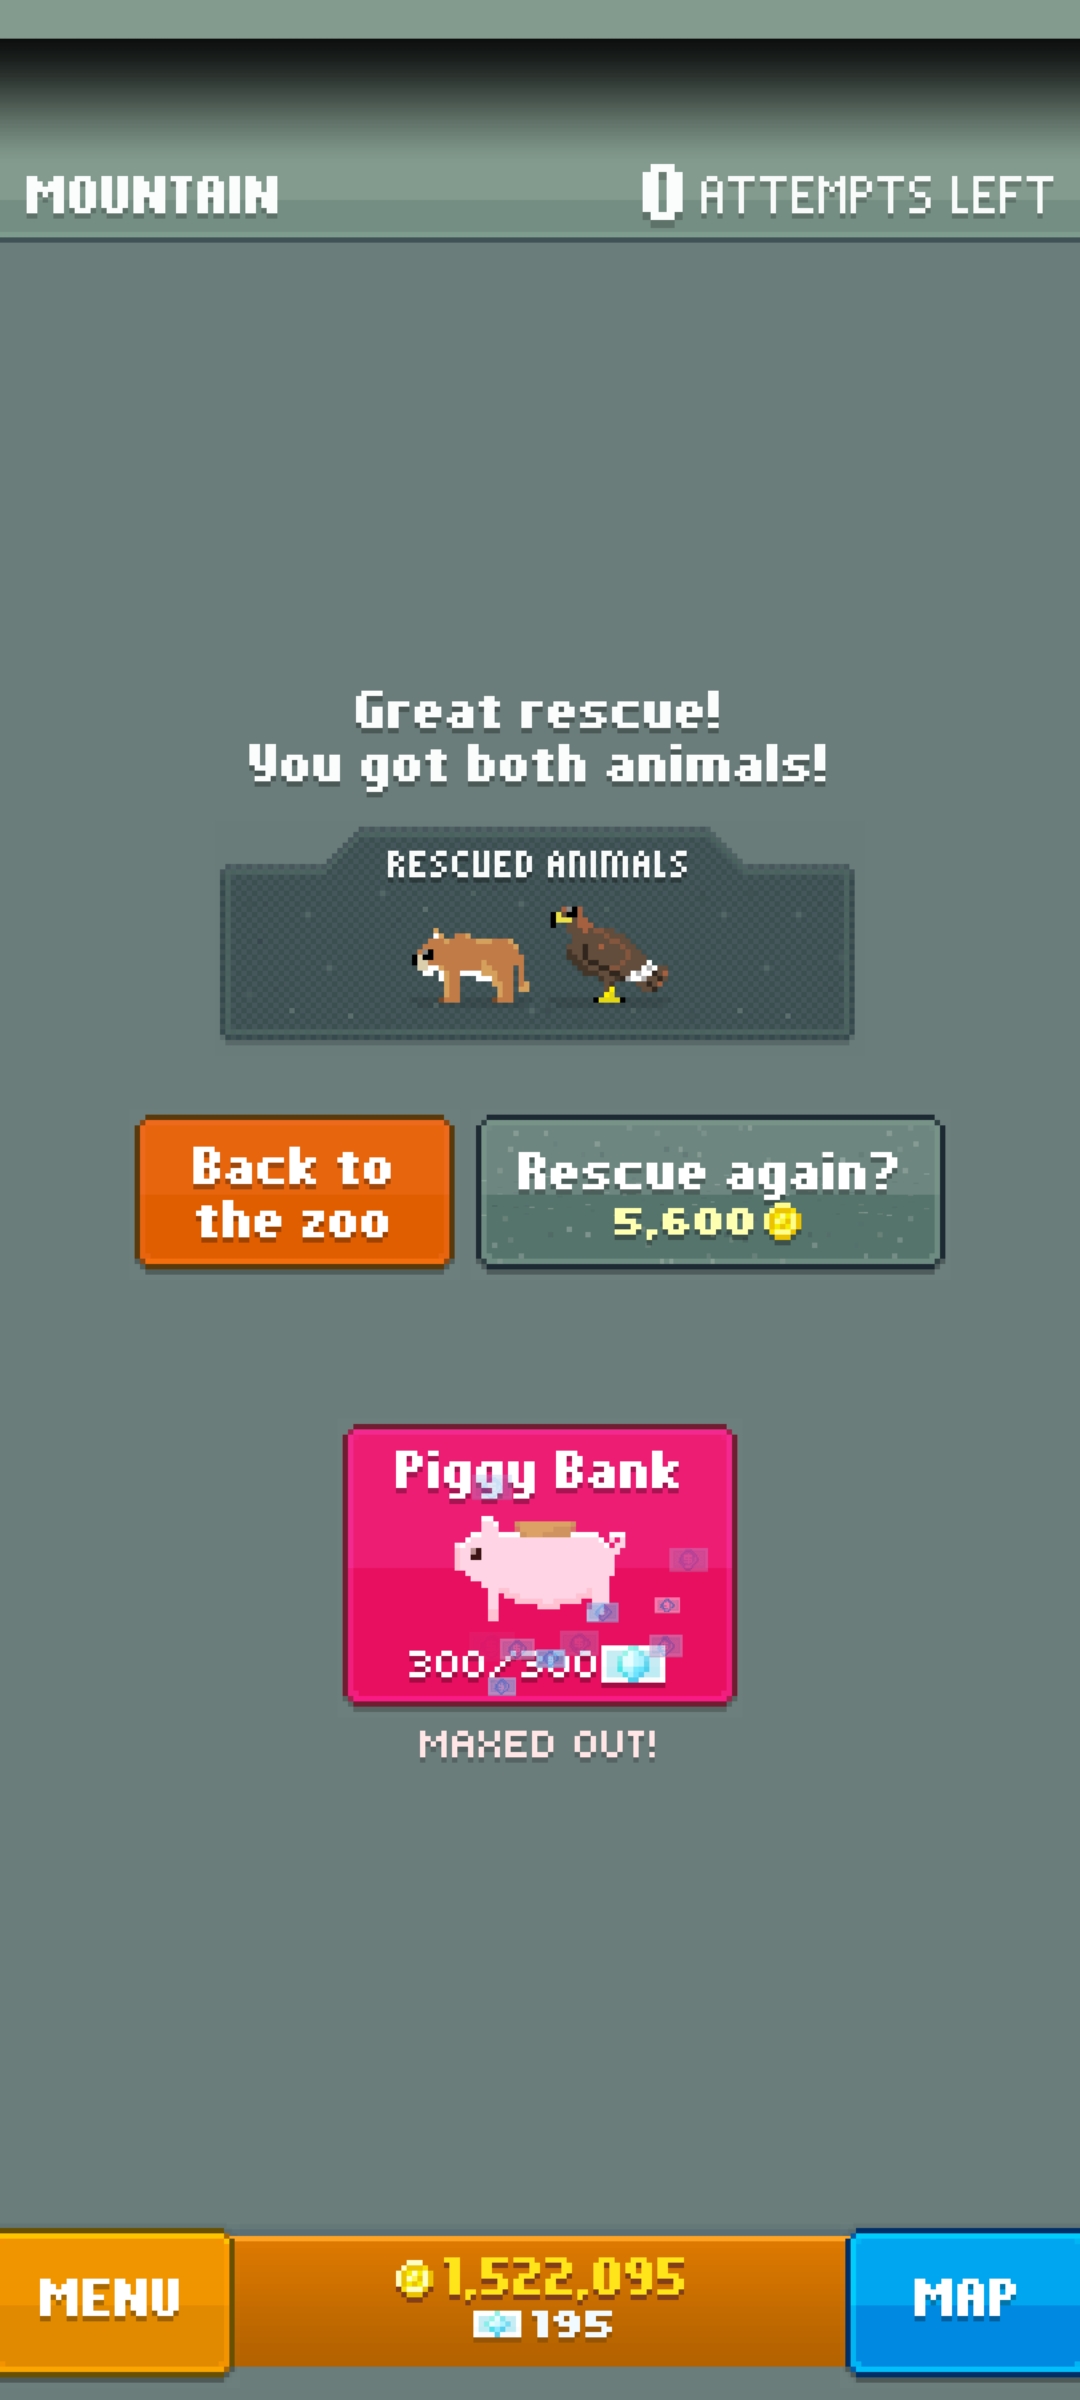 MOUNTAIN
0 ATTEMPTS LEFT
Great rescue!
You got both animals!
RESCUED ANIMALS
Back to
the zoo
Rescue again?
5,600
Piggy Bank
300/300
MAXED OUT!
MENU
1,522,095
195
MAP